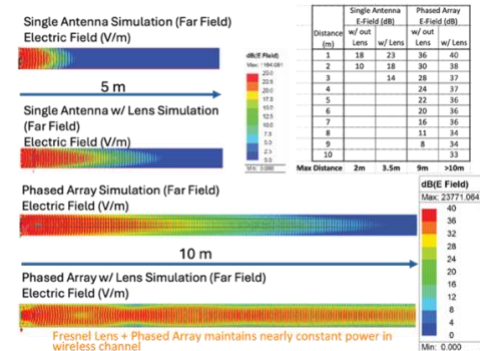 Single Antenna Simulation (Far Field)
Electric Field (V/m)
5 m
Single Antenna w/ Lens Simulation
(Far Field)
Electric Field (V/m)
Phased Array Simulation (Far Field)
Electric Field (V/m)
10 m
Phased Array w/ Lens Simulation (Far Field)
Electric Field (V/m)
Fresnel Lens + Phased Array maintains nearly constant power in
wireless channel
dB(E Field)
25.0
22.5
20.0
17.5
15.0
12.5
10.0
7.5
5.0
2.5
0.0
Min: 0.000
Single Antenna Phased Array
E-Field (dB) E-Field (dB)
Distance (m) w/ out Lens w/ Lens w/ out Lens w/ Lens
1 18 23 36 40
2 10 18 30 38
3 14 28 37
4 24 37
5 22 36
6 20 36
7 16 36
8 11 34
9 8 34
10 33
Max Distance 2m 3.5m 9m >10m
dB(E Field)
Max: 23771.064
40
36
32
28
24
20
16
12
8
4
0
Min: 0.000